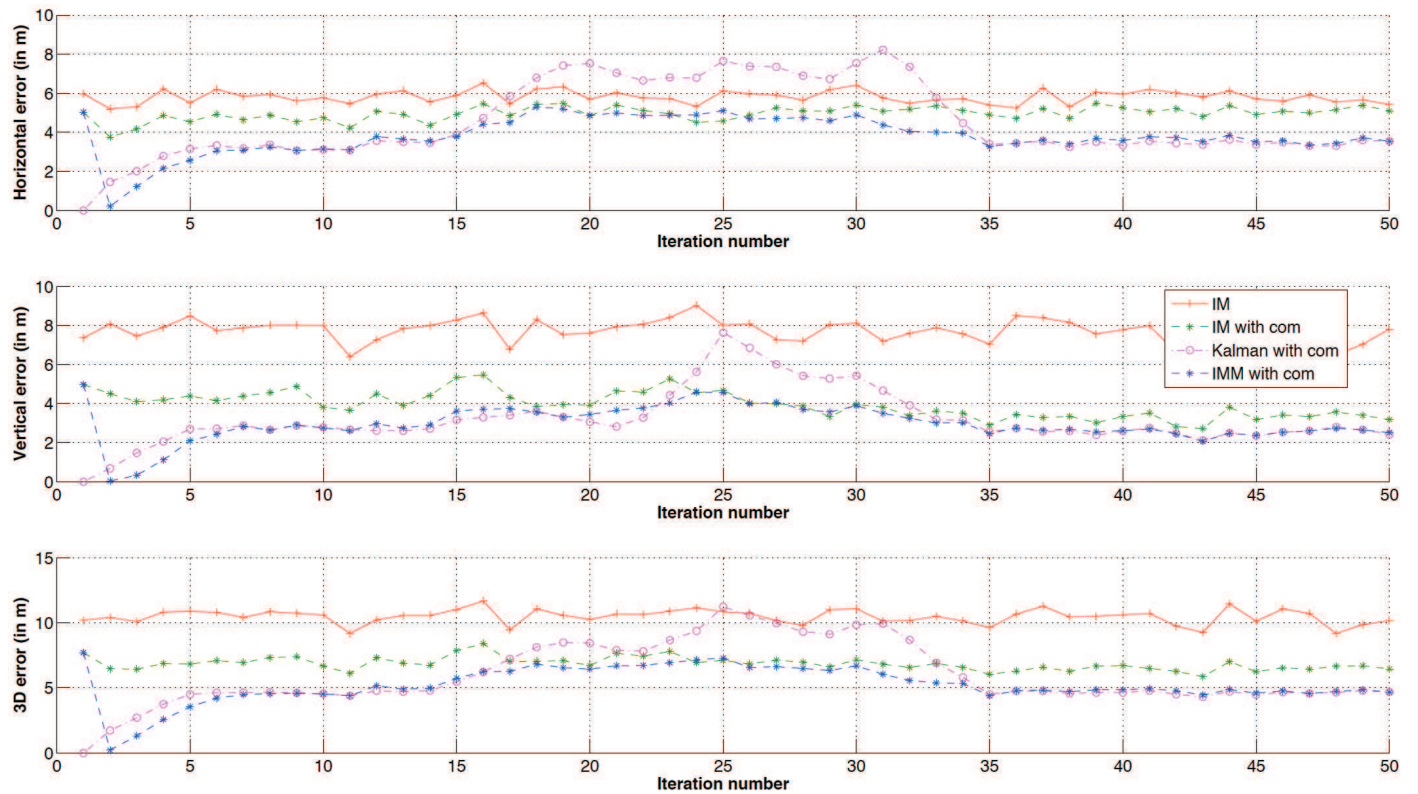 10
8
6
4
2
0
Horizontal error (in m)
0 5 10 15 20 25 30 35 40 45 50
Iteration number
10
8
6
4
2
0
Vertical error (in m)
IM
IM with com
Kalman with com
IMM with com
0 5 10 15 20 25 30 35 40 45 50
Iteration number
15
10
5
0
3D error (in m)
0 5 10 15 20 25 30 35 40 45 50
Iteration number